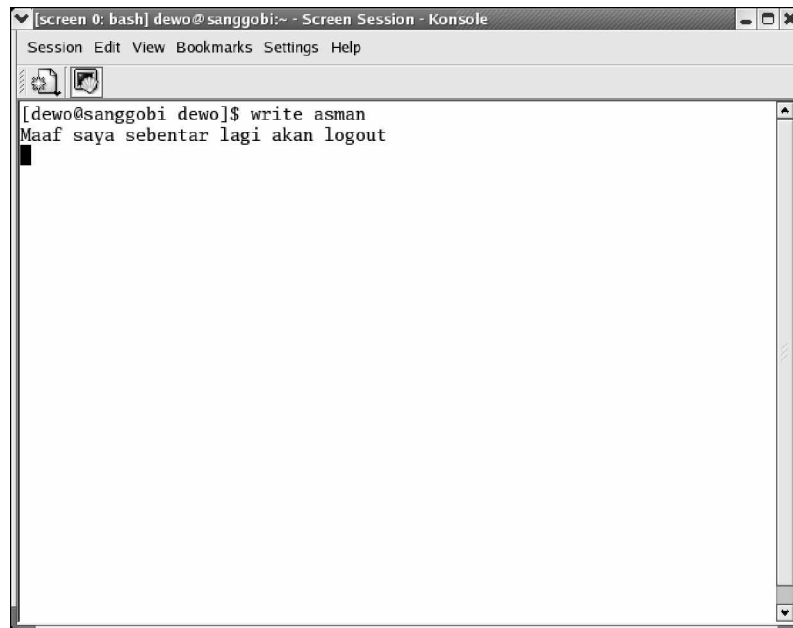 [screen 0: bash] dewo@sanggobi:~ - Screen Session - Konsole
Session Edit View Bookmarks Settings Help
[dewo@sanggobi dewo]$ write asman
Maaf saya sebentar lagi akan logout